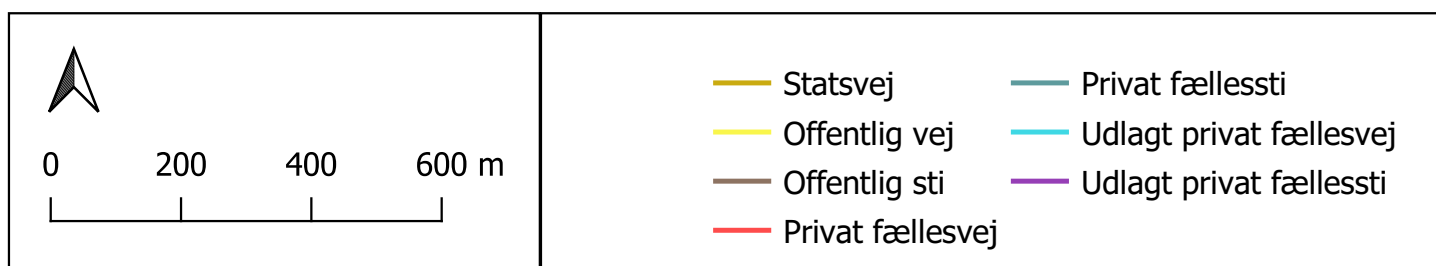 0 200 400 600 m
Statsvej
Offentlig vej
Offentlig sti
Privat fællesvej
Privat fællessti
Udlagt privat fællesvej
Udlagt privat fællessti